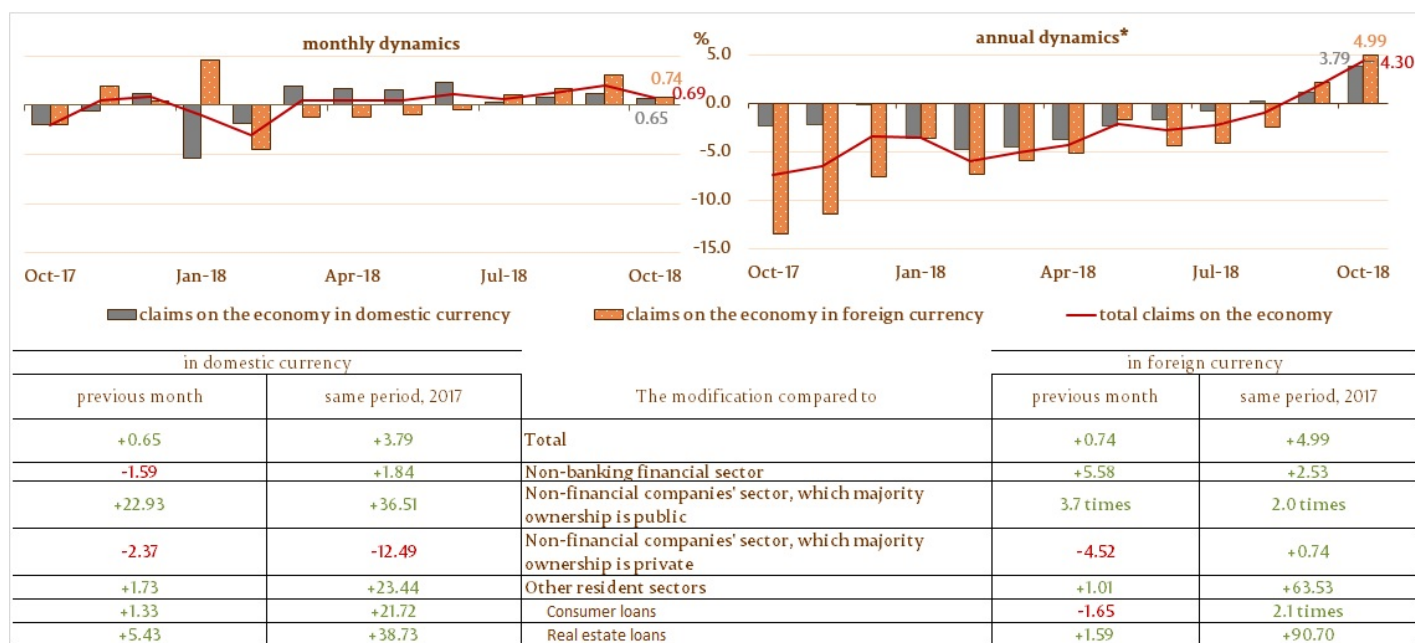 monthly dynamics
%
annual dynamics*
5.0
0.0
-5.0
-10.0
-15.0
0.74
0.69
0.65
4.99
3.79
4.30
Oct-17 Jan-18 Apr-18 Jul-18 Oct-18
Oct-17 Jan-18 Apr-18 Jul-18 Oct-18
claims on the economy in domestic currency claims on the economy in foreign currency total claims on the economy
in domestic currency in foreign currency
previous month same period, 2017 The modification compared to previous month same period, 2017
+0.65 +3.79 Total +0.74 +4.99
-1.59 +1.84 Non-banking financial sector +5.58 +2.53
+22.93 +36.51 Non-financial companies' sector, which majority
ownership is public 3.7 times 2.0 times
-2.37 -12.49 Non-financial companies' sector, which majority
ownership is private -4.52 +0.74
+1.73 +23.44 Other resident sectors +1.01 +63.53
+1.33 +21.72 Consumer loans -1.65 2.1 times
+5.43 +38.73 Real estate loans +1.59 +90.70